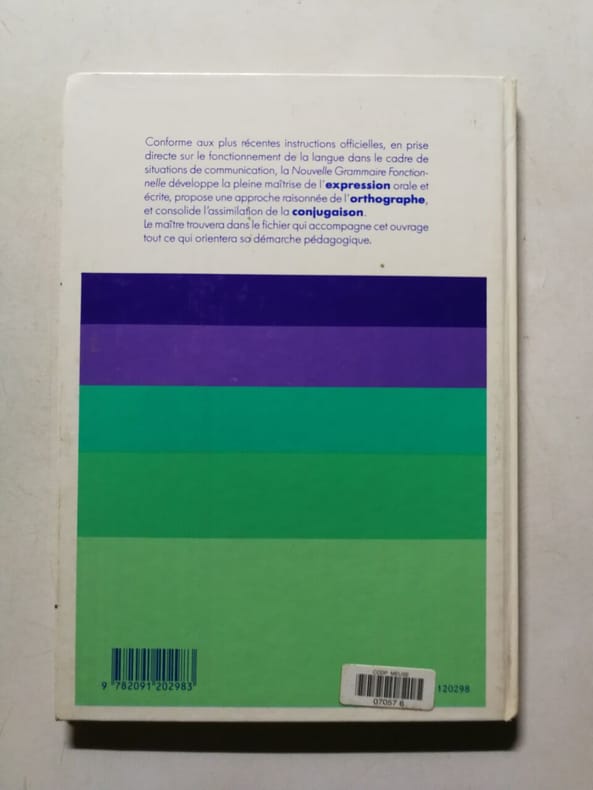 Conforme aux plus récentes instructions officielles, en prise
directe sur le fonctionnement de la langue dans le cadre de
situations de communication, la Nouvelle Grammaire Fonction-
nelle développe la pleine maîtrise de l'expression orale et
écrite, propose une approche raisonnée de l'orthographe,
et consolide l'assimilation de la conjugaison.
Le maître trouvera dans le fichier qui accompagne cet ouvrage
tout ce qui orientera sa démarche pédagogique.
CDDP MEUSE
07057 6
9 782091 202983
120298